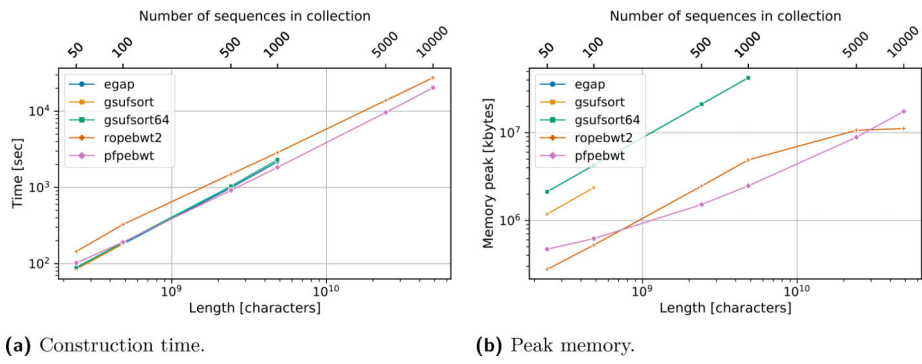 Number of sequences in collection
50 100 500 1000 5000 10000
egap
gsufsort
gsufsort64
ropebwt2
pfpebwt
Time [sec]
10^4
10^3
10^2
10^9 10^10
Length [characters]
(a) Construction time.
Number of sequences in collection
50 100 500 1000 5000 10000
egap
gsufsort
gsufsort64
ropebwt2
pfpebwt
Memory peak [kbytes]
10^7
10^6
10^9 10^10
Length [characters]
(b) Peak memory.